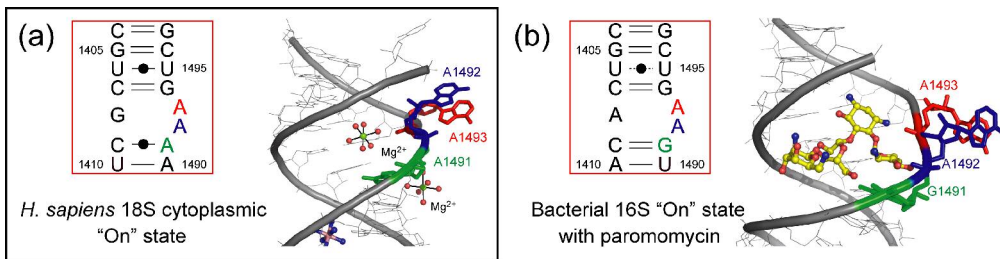 (a)
C G
1405 G C
U U 1495
C G
A
G
A
C A
1410 U A 1490
H. sapiens 18S cytoplasmic
"On" state
A1492
A1493
Mg2+
A1491
Mg2+
(b)
C G
1405 G C
U U 1495
C G
A
A
A
C G
1410 A U 1490
Bacterial 16S "On" state
with paromomycin
A1493
A1492
G1491